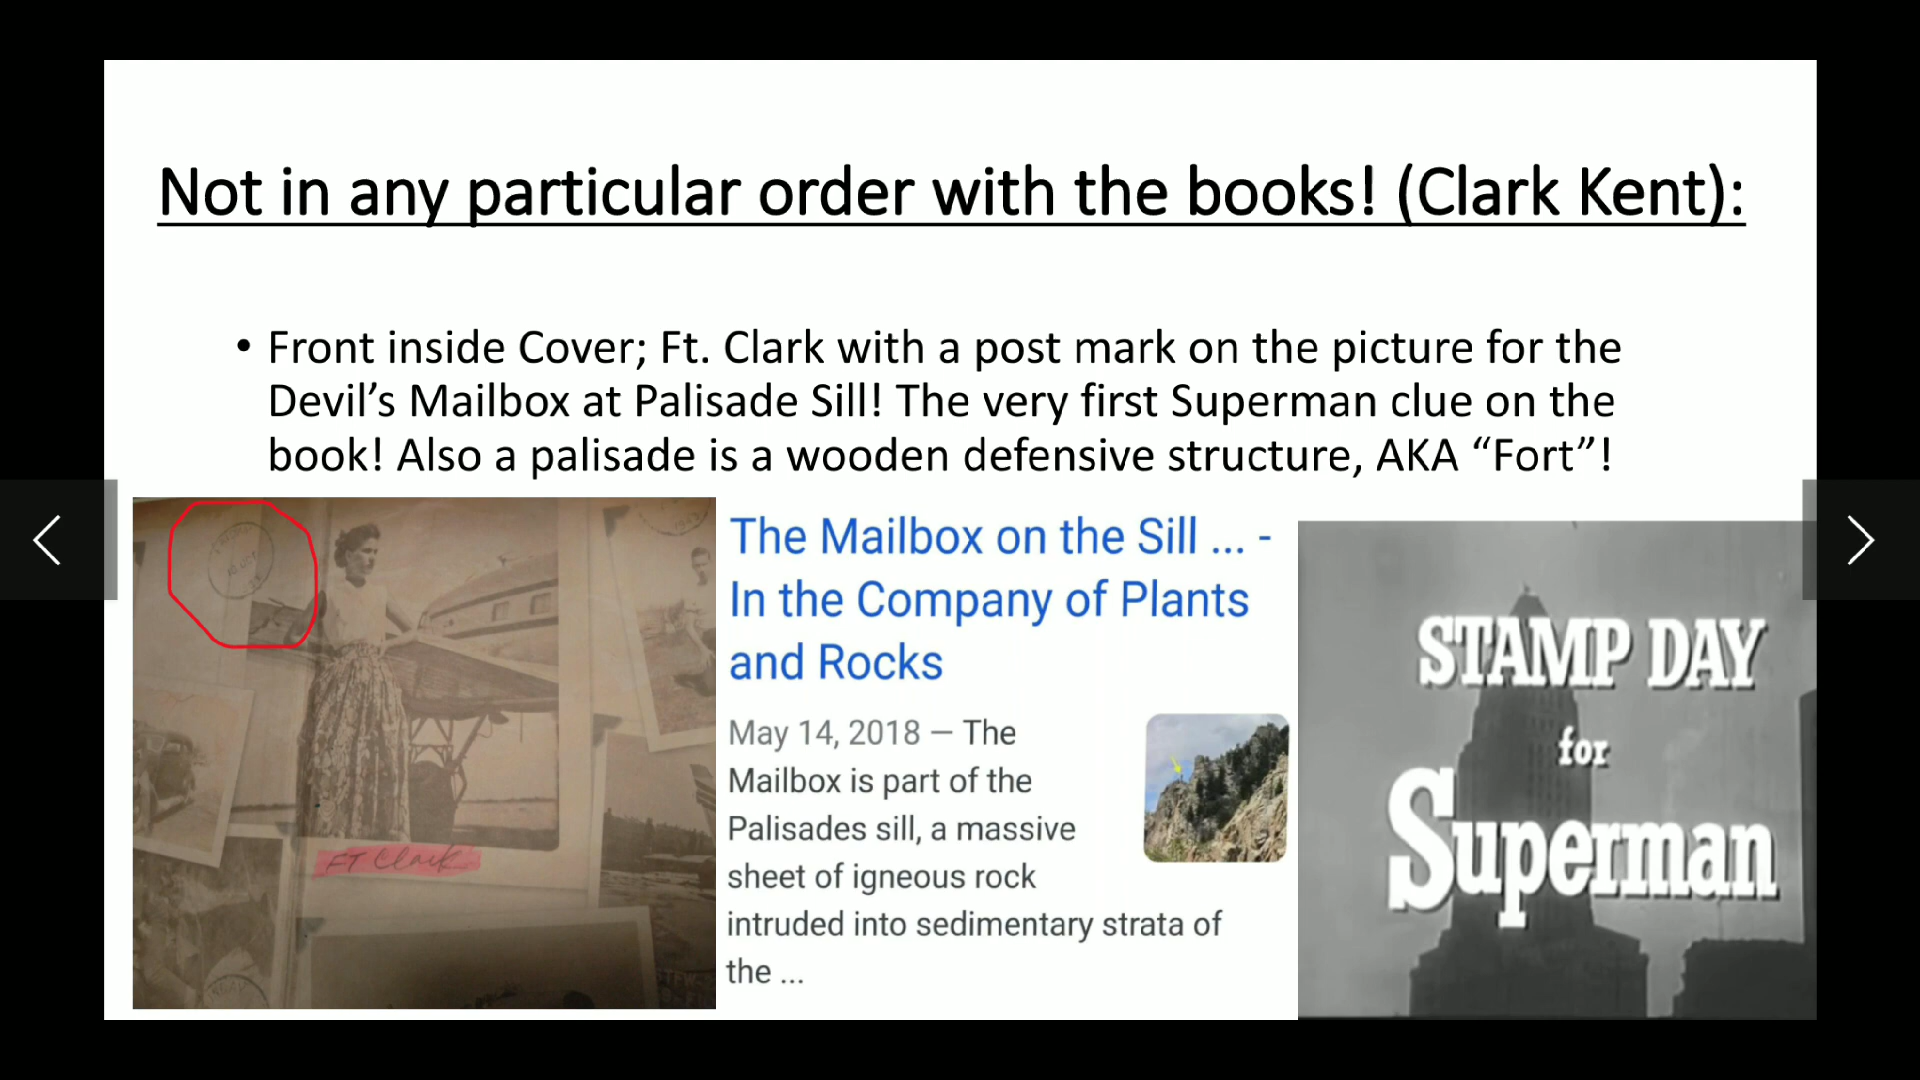 Not in any particular order with the books! (Clark Kent):
• Front inside Cover; Ft. Clark with a post mark on the picture for the
Devil’s Mailbox at Palisade Sill! The very first Superman clue on the
book! Also a palisade is a wooden defensive structure, AKA “Fort”!
FT Clark
The Mailbox on the Sill ... -
In the Company of Plants
and Rocks
May 14, 2018 — The
Mailbox is part of the
Palisades sill, a massive
sheet of igneous rock
intruded into sedimentary strata of
the ...
STAMP DAY
for
Superman